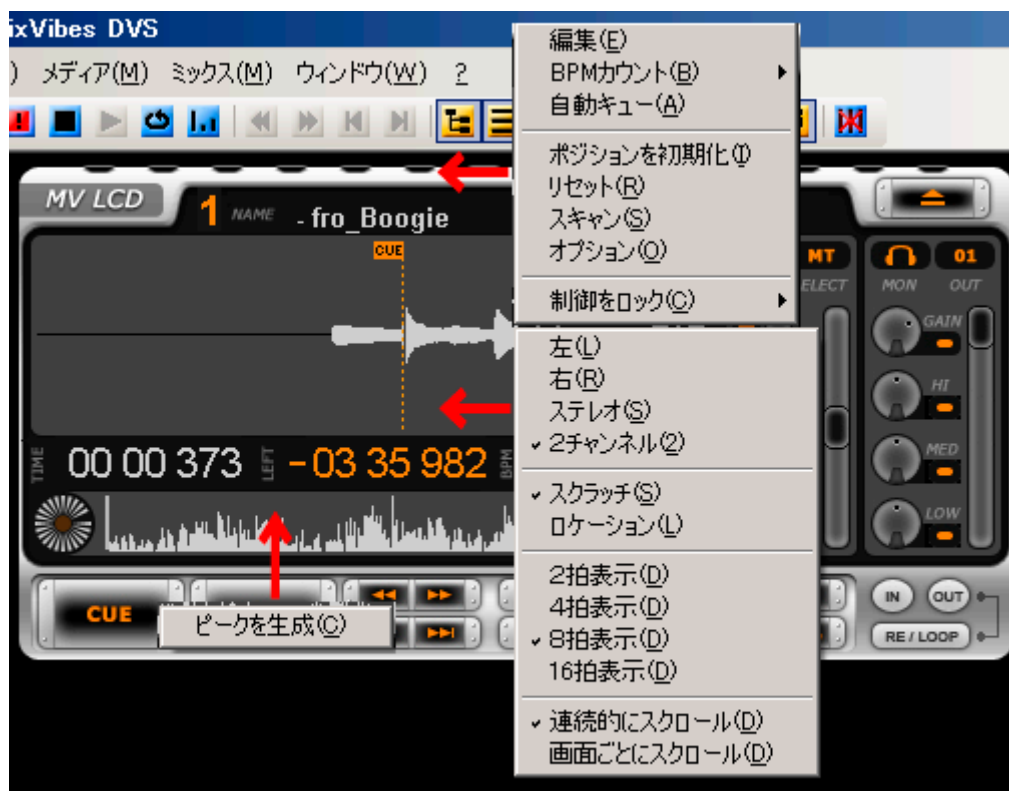 ixVibes DVS
) メディア(M) ミックス(M) ウィンドウ(W) ?
編集(E)
BPMカウント(B)
自動キュー(A)
ポジションを初期化(I)
リセット(R)
スキャン(S)
オプション(O)
制御をロック(C)
MV LCD
1 NAME - fro_Boogie
CUE
MT
ELECT
01
MON OUT
GAIN
HI
MED
LOW
左(L)
右(R)
ステレオ(S)
2チャンネル(2)
スクラッチ(S)
ロケーション(L)
2拍表示(D)
4拍表示(D)
8拍表示(D)
16拍表示(D)
連続的にスクロール(D)
画面ごとにスクロール(D)
TIME 00 00 373 LEFT -03 35 982 BPM
CUE
ピークを生成(C)
IN OUT
RE / LOOP